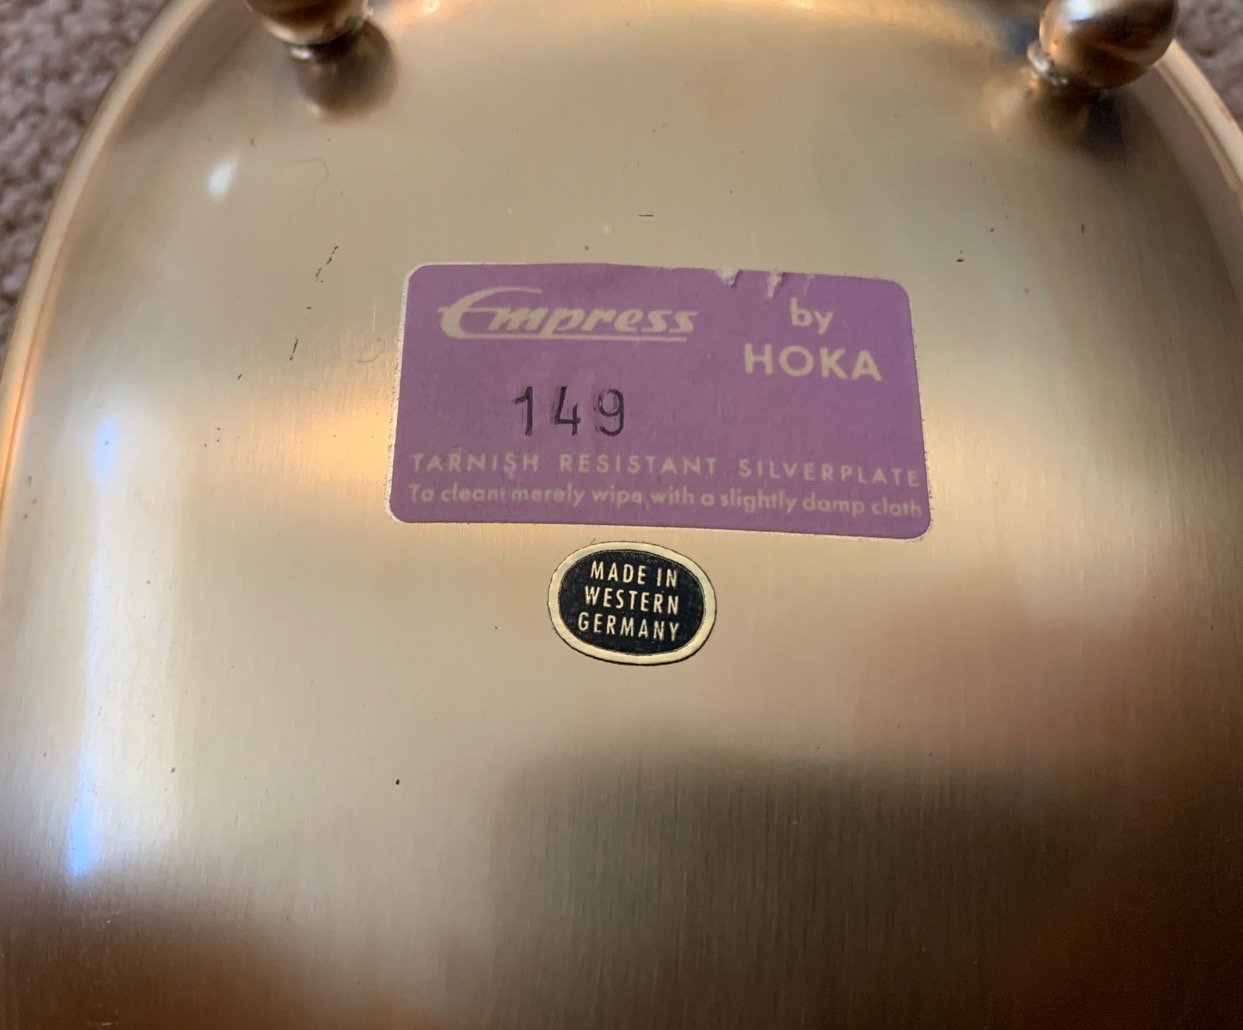 Empress by
HOKA
149
TARNISH RESISTANT SILVERPLATE
To clean: merely wipe with a slightly damp cloth
MADE IN
WESTERN
GERMANY